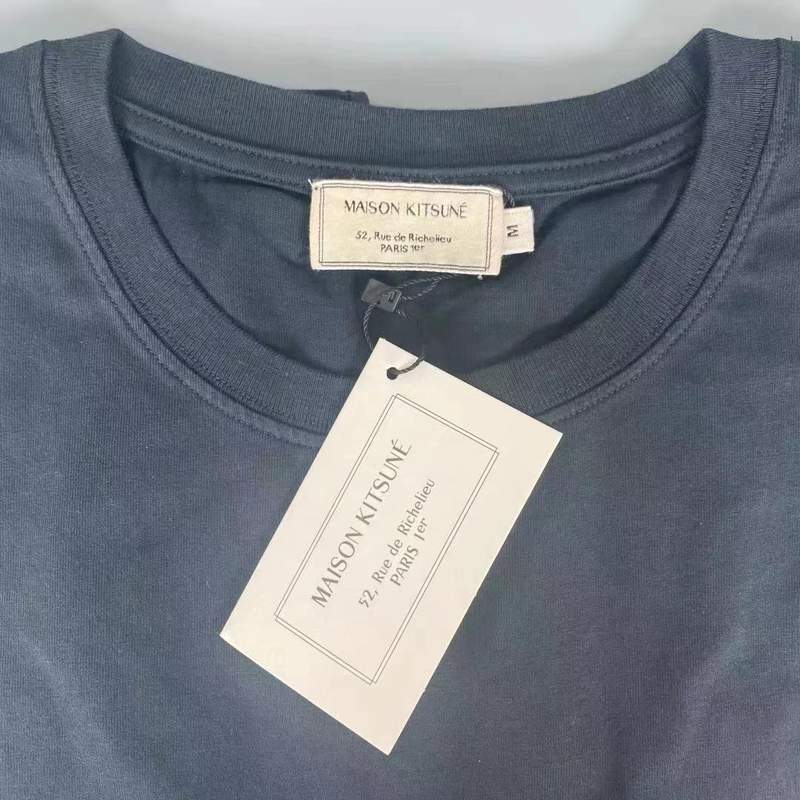 MAISON KITSUNÉ
52, Rue de Richelieu
PARIS 1er
M
MAISON KITSUNÉ
52, Rue de Richelieu
PARIS 1er